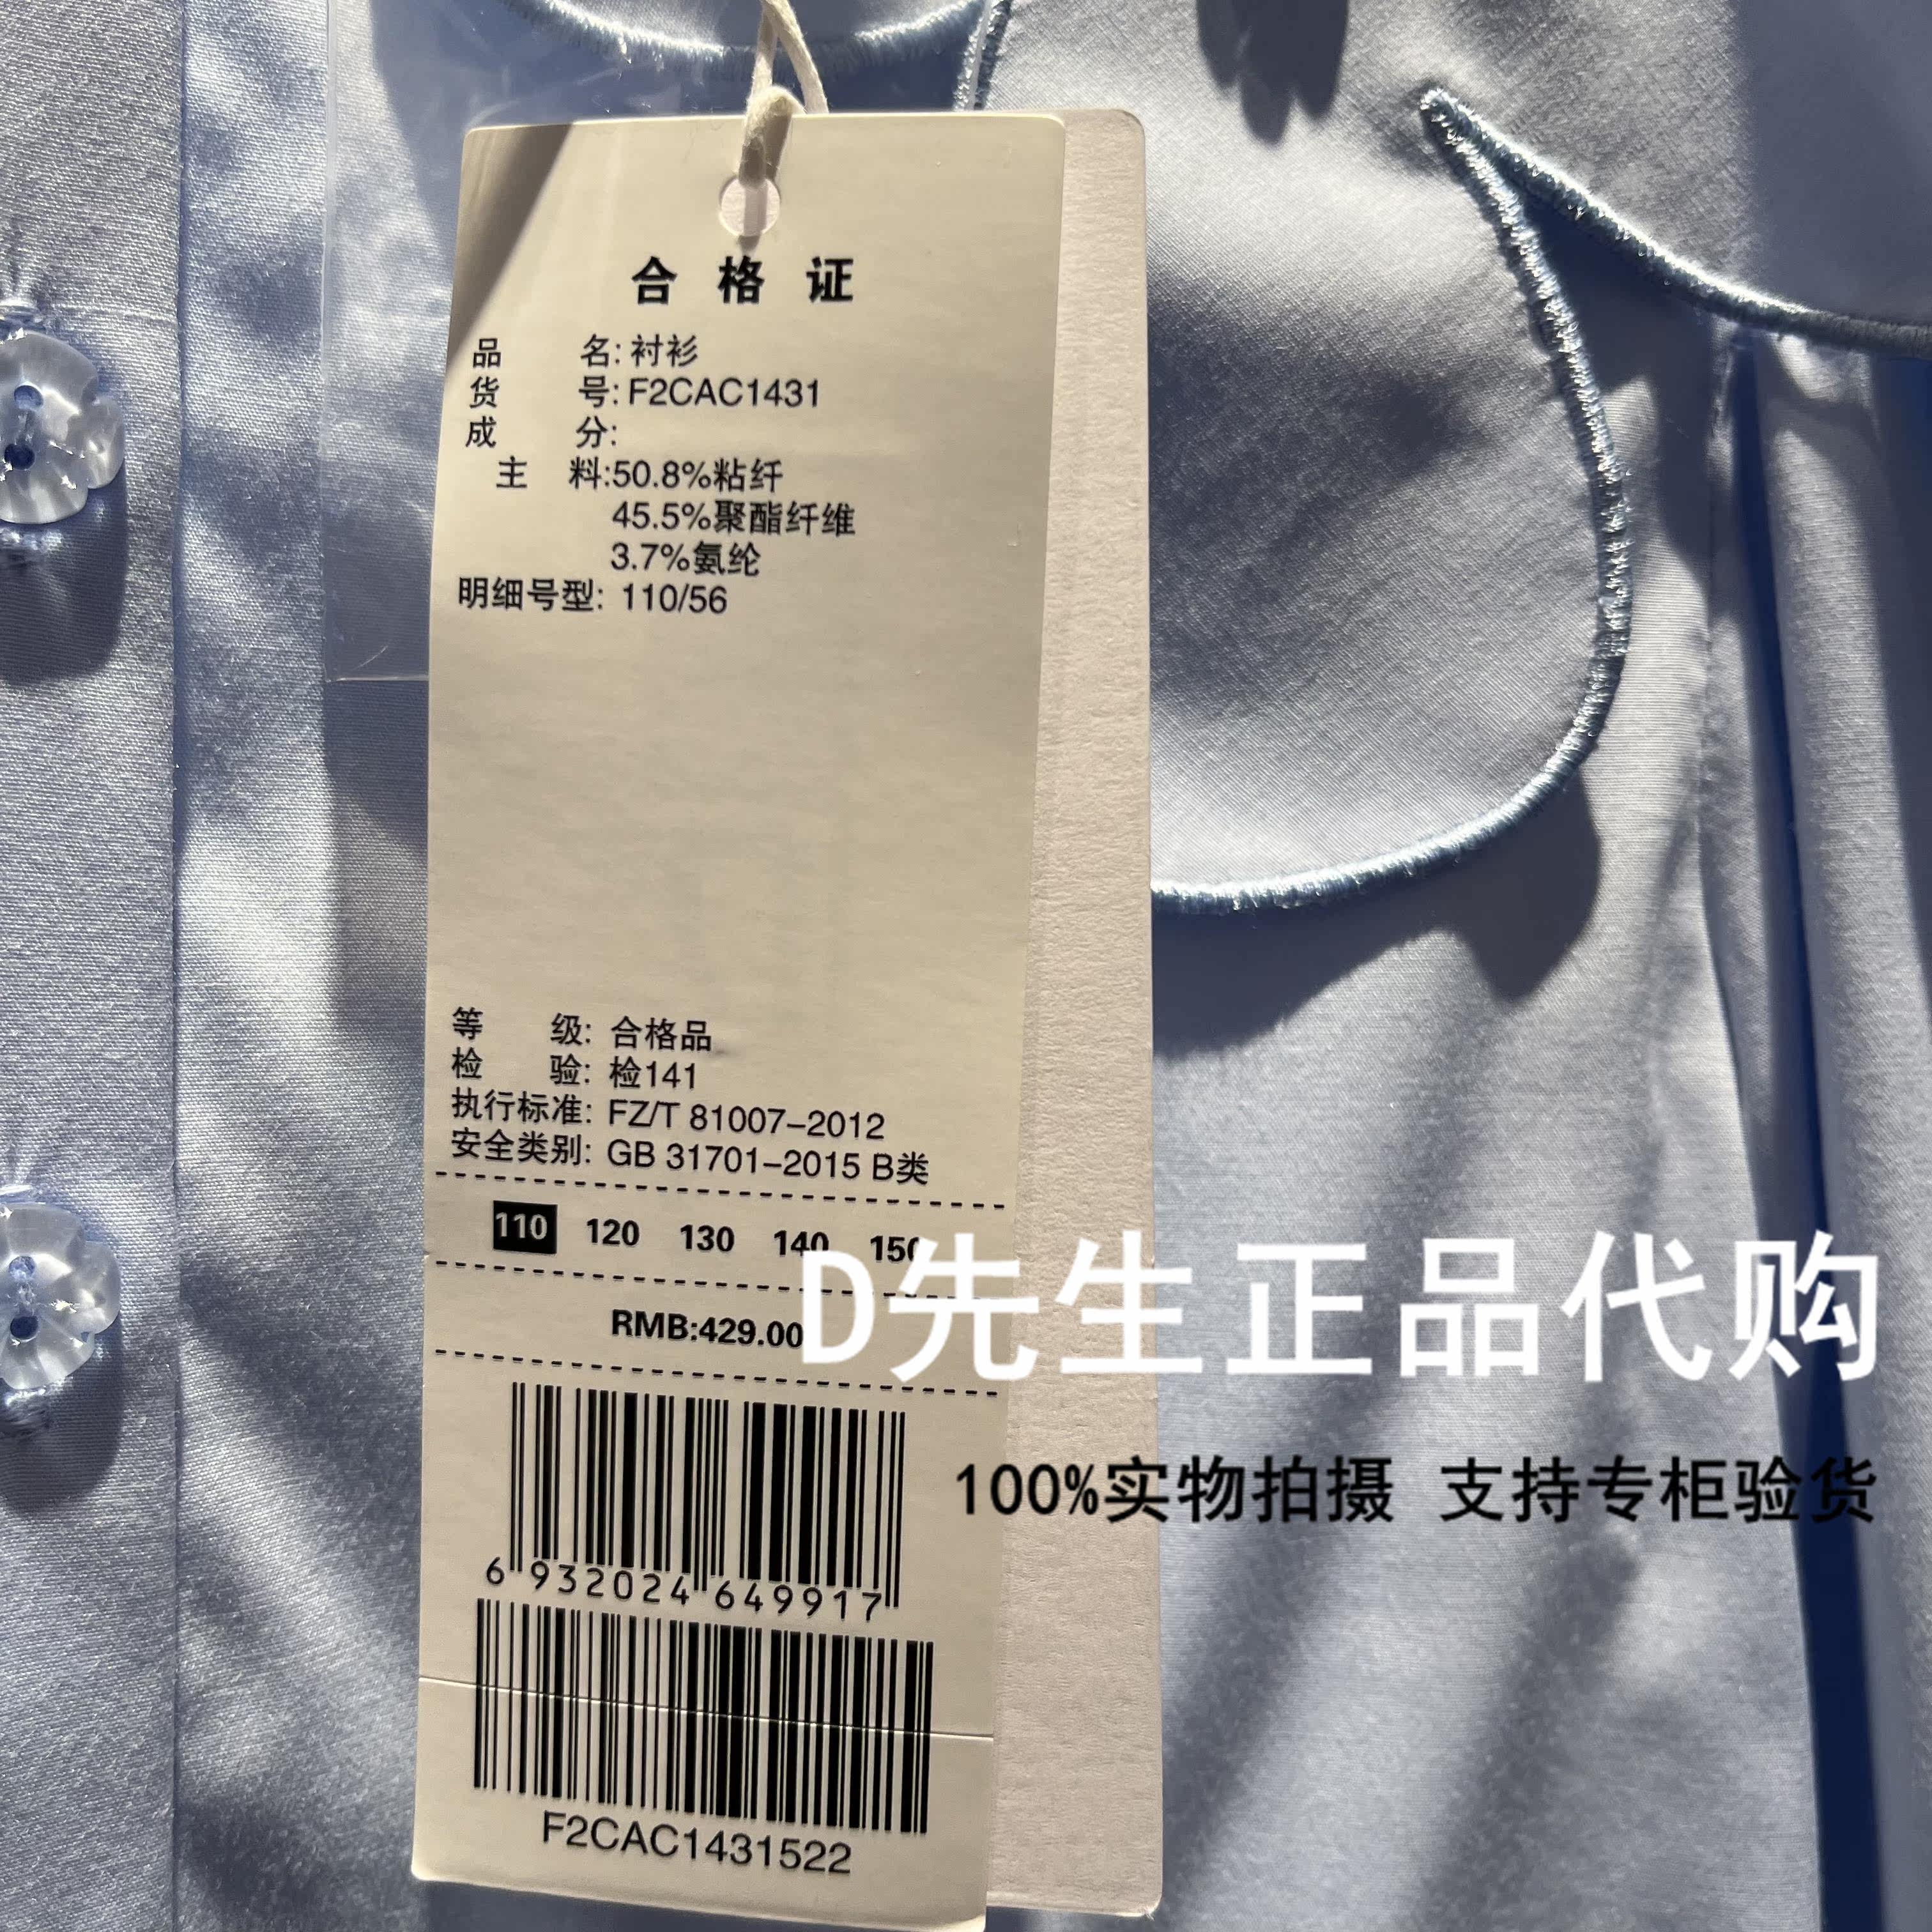 合格证
品名: 衬衫
货号: F2CAC1431
成分:
主料:50.8%粘纤
45.5%聚酯纤维
3.7%氨纶
明细号型: 110/56
等级: 合格品
检验: 检141
执行标准: FZ/T 81007-2012
安全类别: GB 31701-2015 B类
110 120 130 140 150
RMB:429.00
D先生正品代购
100%实物拍摄 支持专柜验货
6 932024 649917
F2CAC1431522